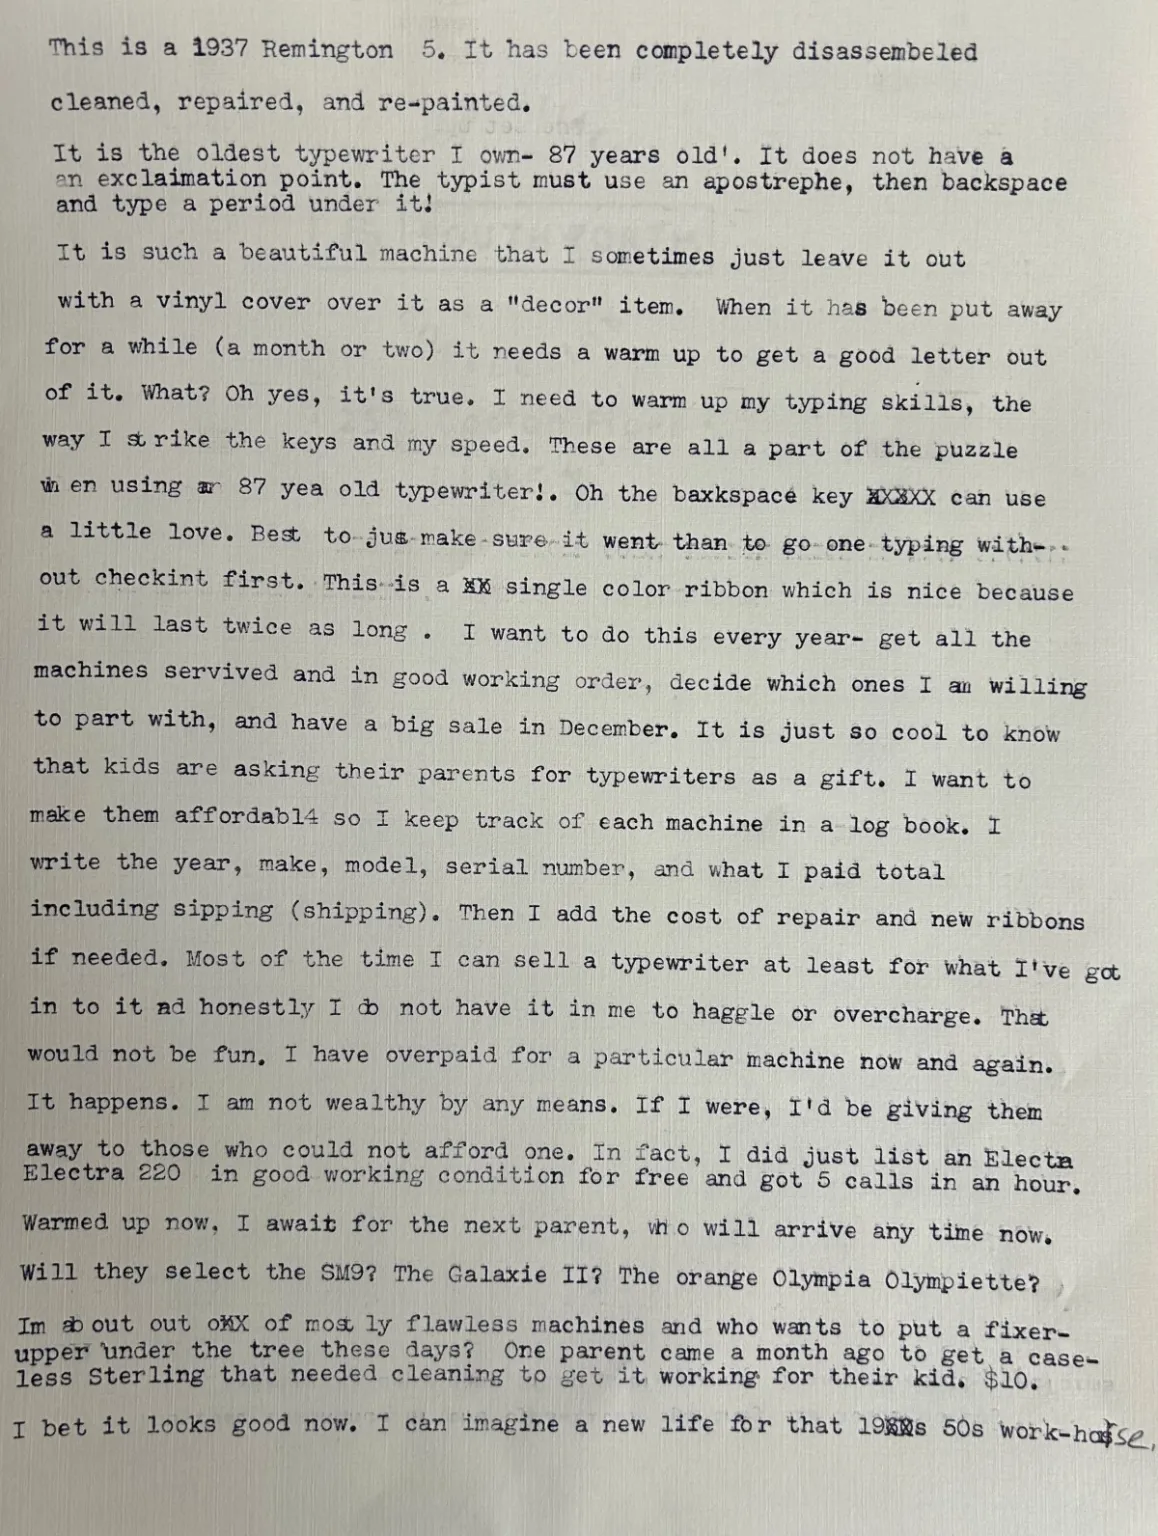 This is a 1937 Remington 5. It has been completely disassembeled
cleaned, repaired, and re-painted.
It is the oldest typewriter I own- 87 years old'. It does not have a
an exclaimation point. The typist must use an apostrephe, then backspace
and type a period under it!
It is such a beautiful machine that I sometimes just leave it out
with a vinyl cover over it as a "decor" item. When it has been put away
for a while (a month or two) it needs a warm up to get a good letter out
of it. What? Oh yes, it's true. I need to warm up my typing skills, the
way I st rike the keys and my speed. These are all a part of the puzzle
wh en using an 87 yea old typewriter!. Oh the baxkspace key XXXXX can use
a little love. Best to jus make sure it went than to go one typing with-
out checkint first. This is a XX single color ribbon which is nice because
it will last twice as long . I want to do this every year- get all the
machines servived and in good working order, decide which ones I am willing
to part with, and have a big sale in December. It is just so cool to know
that kids are asking their parents for typewriters as a gift. I want to
make them affordabl4 so I keep track of each machine in a log book. I
write the year, make, model, serial number, and what I paid total
including sipping (shipping). Then I add the cost of repair and new ribbons
if needed. Most of the time I can sell a typewriter at least for what I've got
in to it ad honestly I do not have it in me to haggle or overcharge. That
would not be fun. I have overpaid for a particular machine now and again.
It happens. I am not wealthy by any means. If I were, I'd be giving them
away to those who could not afford one. In fact, I did just list an Electra
Electra 220 in good working condition for free and got 5 calls in an hour.
Warmed up now, I await for the next parent, wh o will arrive any time now.
Will they select the SM9? The Galaxie II? The orange Olympia Olympiette?
Im ab out out oXX of most ly flawless machines and who wants to put a fixer-
upper under the tree these days? One parent came a month ago to get a case-
less Sterling that needed cleaning to get it working for their kid. $10.
I bet it looks good now. I can imagine a new life for that 19XXs 50s work-horse.